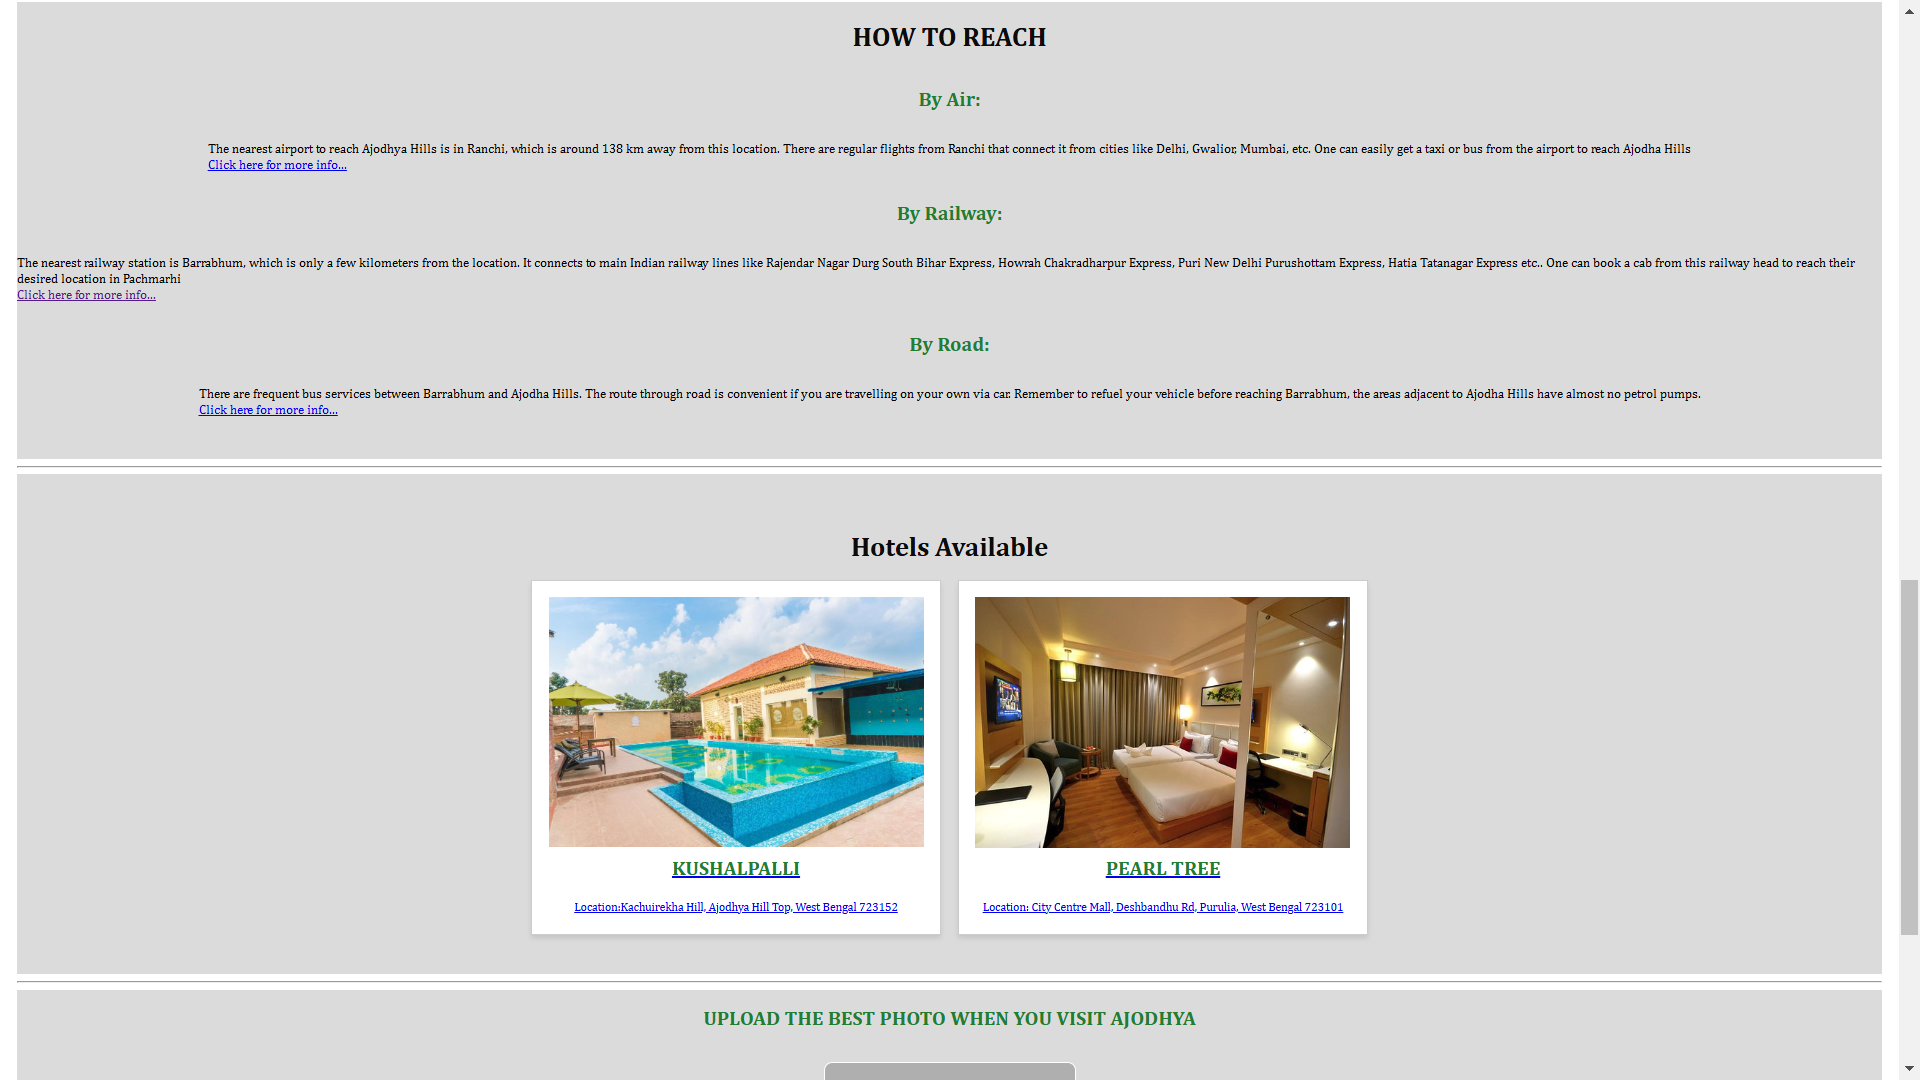 HOW TO REACH
By Air:
The nearest airport to reach Ajodhya Hills is in Ranchi, which is around 138 km away from this location. There are regular flights from Ranchi that connect it from cities like Delhi, Gwalior, Mumbai, etc. One can easily get a taxi or bus from the airport to reach Ajodha Hills
Click here for more info...
By Railway:
The nearest railway station is Barrabhum, which is only a few kilometers from the location. It connects to main Indian railway lines like Rajendar Nagar Durg South Bihar Express, Howrah Chakradharpur Express, Puri New Delhi Purushottam Express, Hatia Tatanagar Express etc.. One can book a cab from this railway head to reach their
desired location in Pachmarhi
Click here for more info...
By Road:
There are frequent bus services between Barrabhum and Ajodha Hills. The route through road is convenient if you are travelling on your own via car. Remember to refuel your vehicle before reaching Barrabhum, the areas adjacent to Ajodha Hills have almost no petrol pumps.
Click here for more info...
Hotels Available
KUSHALPALLI
Location:Kachuirekha Hill, Ajodhya Hill Top, West Bengal 723152
PEARL TREE
Location: City Centre Mall, Deshbandhu Rd, Purulia, West Bengal 723101
UPLOAD THE BEST PHOTO WHEN YOU VISIT AJODHYA